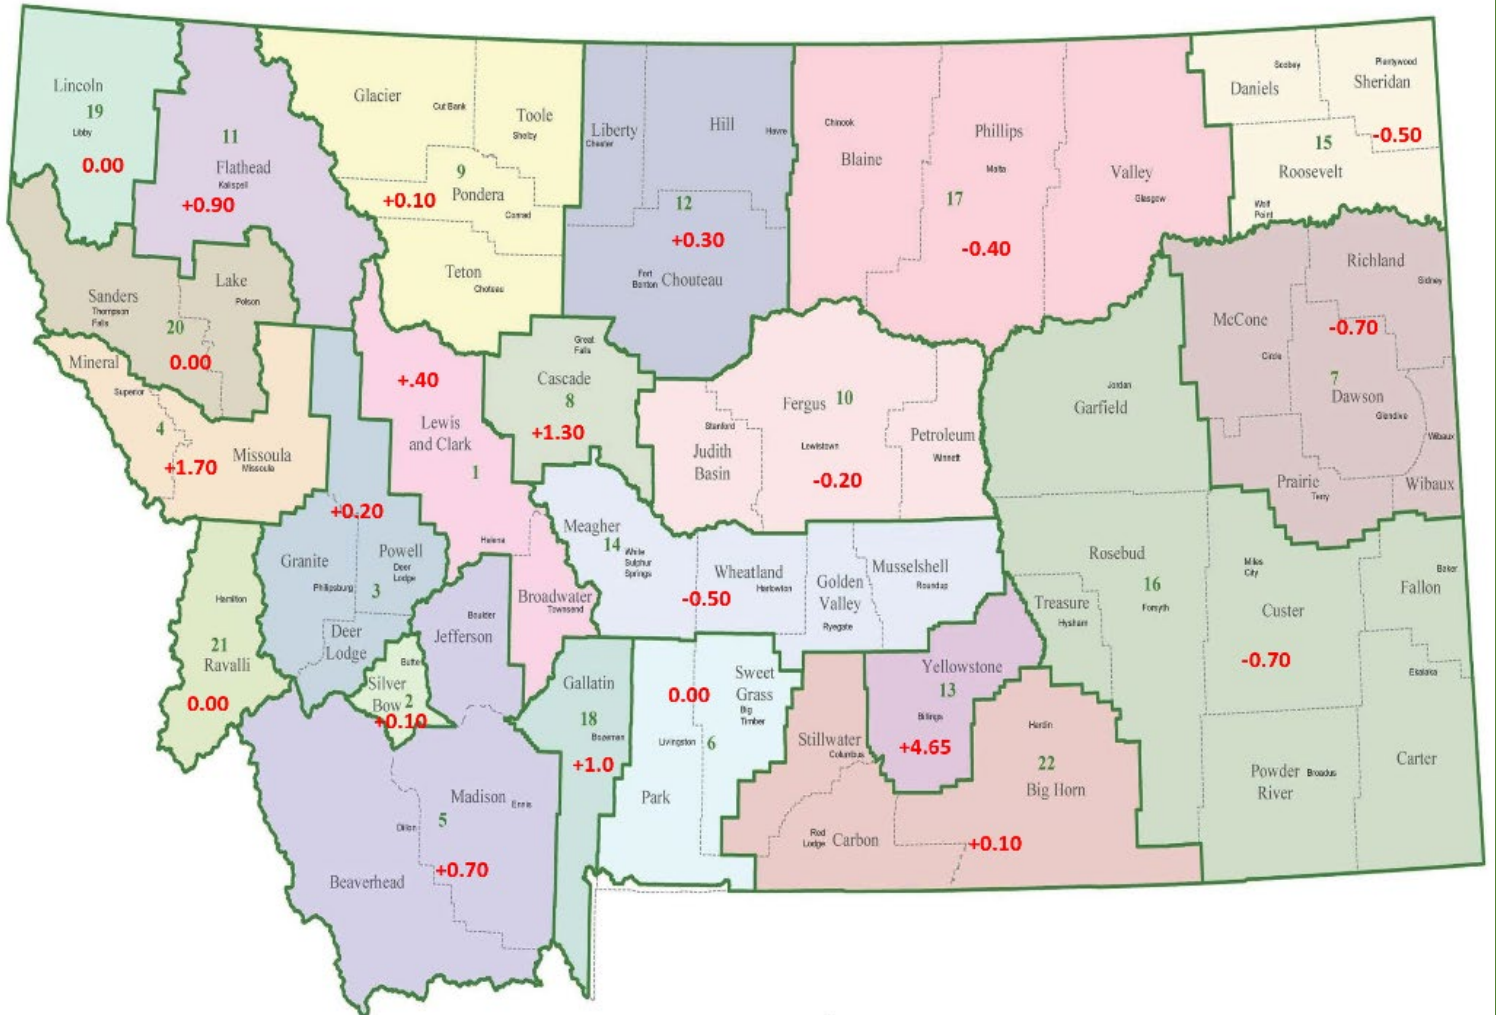 Lincoln
19
Libby
0.00
11
Flathead
Kalispell
+0.90
Glacier
Cut Bank
Toole
Shelby
9
+0.10
Pondera
Conrad
Teton
Choteau
Liberty
Chester
Hill
Havre
12
+0.30
Fort
Benton
Chouteau
Chinook
Blaine
Phillips
Malta
17
-0.40
Valley
Glasgow
Scobey
Daniels
Plentywood
Sheridan
15
-0.50
Roosevelt
Wolf
Point
Sanders
Thompson
Falls
Lake
Polson
20
0.00
Mineral
Superior
4
+1.70
Missoula
Missoula
+.40
Lewis
and Clark
1
Helena
Great
Falls
Cascade
8
+1.30
Stanford
Judith
Basin
Fergus
10
Lewistown
-0.20
Petroleum
Winnett
Jordan
Garfield
McCone
Circle
Richland
Sidney
-0.70
7
Dawson
Glendive
Wibaux
Wibaux
Prairie
Terry
+0.20
Granite
Philipsburg
Powell
Deer
Lodge
3
Deer
Lodge
Hamilton
21
Ravalli
0.00
Butte
Silver
Bow
2
+0.10
Boulder
Jefferson
Broadwater
Townsend
Meagher
14
White
Sulphur
Springs
Wheatland
Harlowton
-0.50
Golden
Valley
Ryegate
Musselshell
Roundup
Rosebud
16
Forsyth
Treasure
Hysham
Miles
City
Custer
-0.70
Baker
Fallon
Ekalaka
Carter
Powder
River
Broadus
Gallatin
18
Bozeman
+1.0
0.00
Sweet
Grass
Big
Timber
Livingston
6
Park
Yellowstone
13
Billings
+4.65
Stillwater
Columbus
Hardin
22
Big Horn
Red
Lodge
Carbon
+0.10
Madison
Ennis
Dillon
5
+0.70
Beaverhead